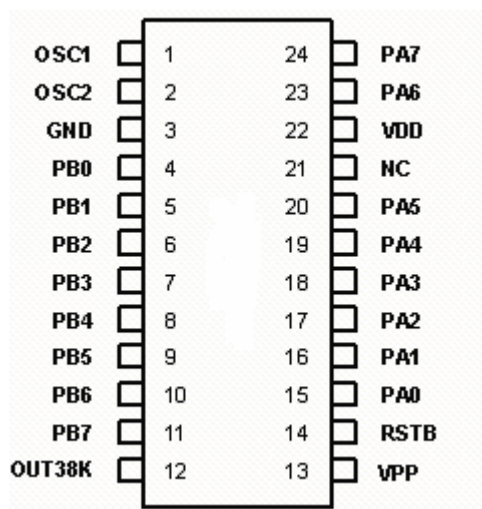 OSC1 1 24 PA7
OSC2 2 23 PA6
GND 3 22 VDD
PB0 4 21 NC
PB1 5 20 PA5
PB2 6 19 PA4
PB3 7 18 PA3
PB4 8 17 PA2
PB5 9 16 PA1
PB6 10 15 PA0
PB7 11 14 RSTB
OUT38K 12 13 VPP